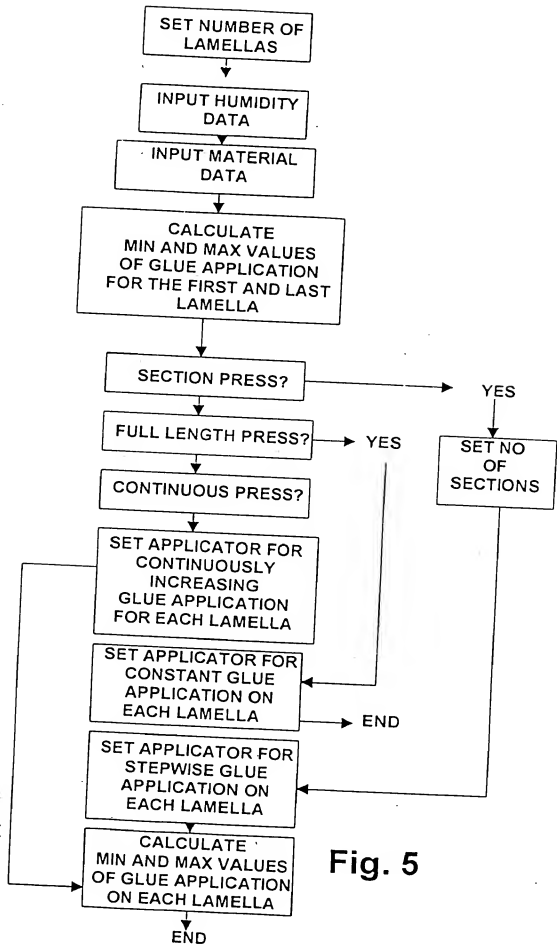 SET NUMBER OF
LAMELLAS
INPUT HUMIDITY
DATA
INPUT MATERIAL
DATA
CALCULATE
MIN AND MAX VALUES
OF GLUE APPLICATION
FOR THE FIRST AND LAST
LAMELLA
SECTION PRESS?
YES
FULL LENGTH PRESS?
YES
SET NO
OF
SECTIONS
CONTINUOUS PRESS?
SET APPLICATOR FOR
CONTINUOUSLY
INCREASING
GLUE APPLICATION
FOR EACH LAMELLA
SET APPLICATOR FOR
CONSTANT GLUE
APPLICATION ON
EACH LAMELLA
END
SET APPLICATOR FOR
STEPWISE GLUE
APPLICATION ON
EACH LAMELLA
CALCULATE
MIN AND MAX VALUES
OF GLUE APPLICATION
ON EACH LAMELLA
END
Fig. 5